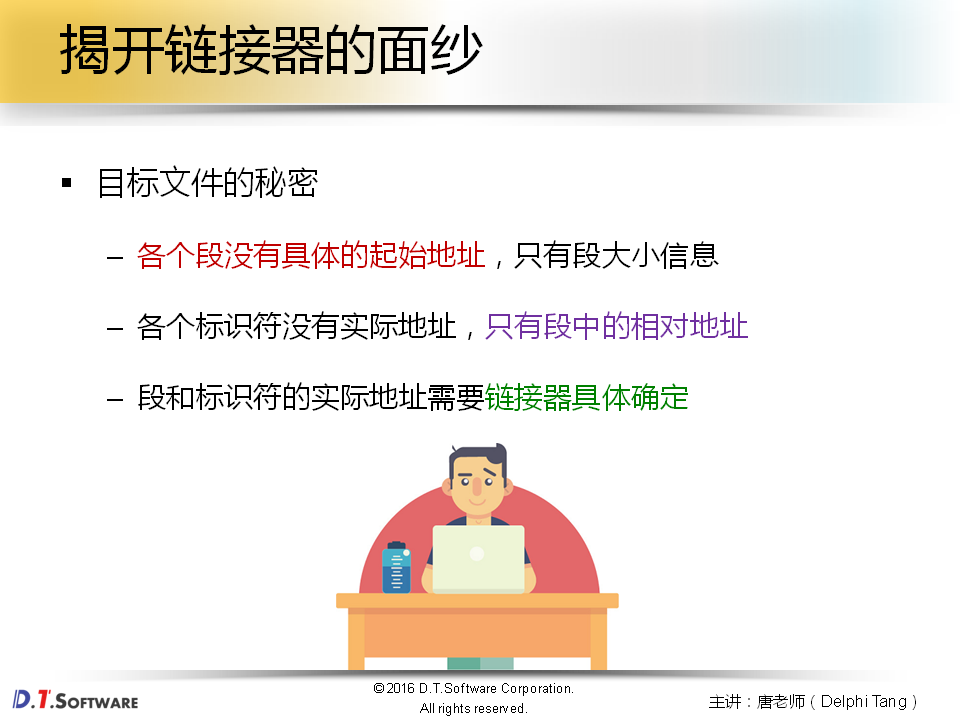 揭开链接器的面纱
▪ 目标文件的秘密
– 各个段没有具体的起始地址，只有段大小信息
– 各个标识符没有实际地址，只有段中的相对地址
– 段和标识符的实际地址需要链接器具体确定
D.T.SOFTWARE
©2016 D.T.Software Corporation.
All rights reserved.
主讲：唐老师（Delphi Tang）